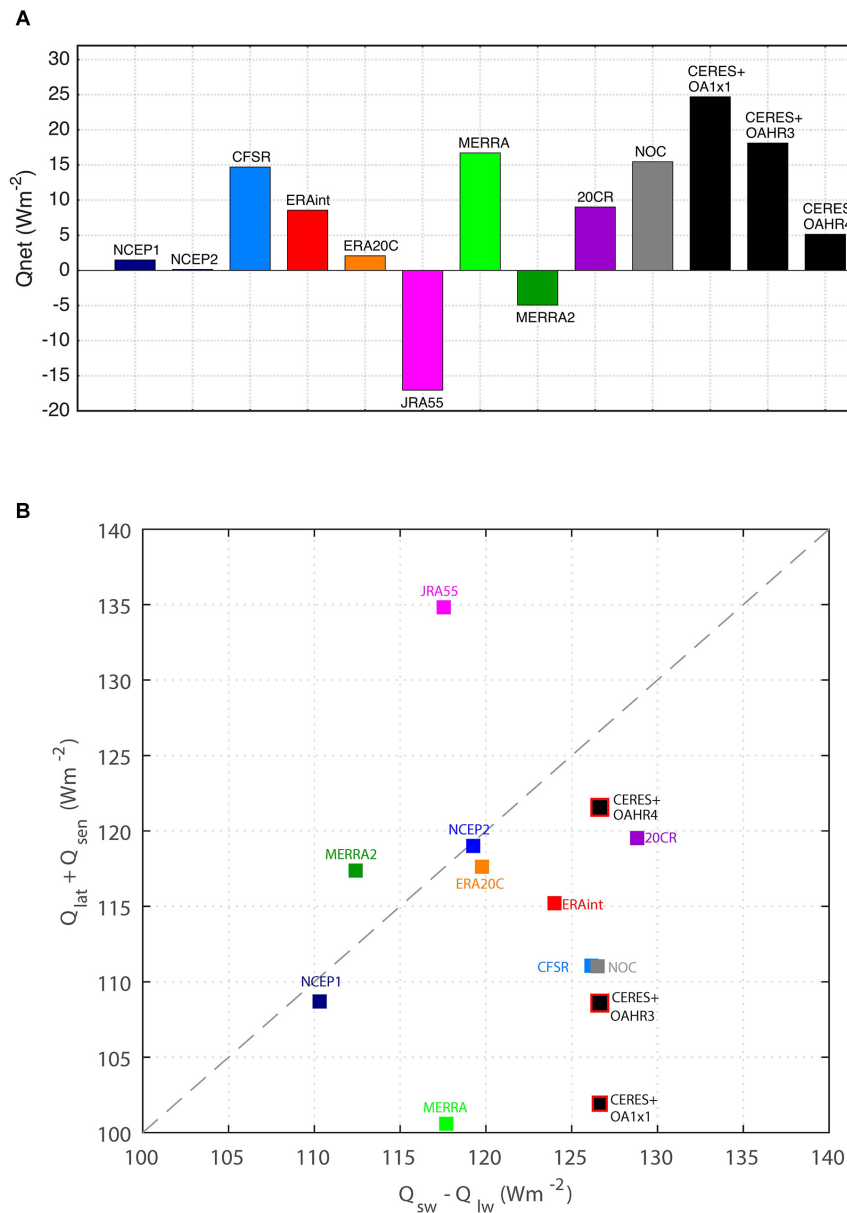 A
Qnet (Wm-2)
30
25
20
15
10
5
0
-5
-10
-15
-20
NCEP1
NCEP2
CFSR
ERAint
ERA20C
JRA55
MERRA
MERRA2
20CR
NOC
CERES+
OA1x1
CERES+
OAHR3
CERES
OAHR4
B
Qlat + Qsen (Wm-2)
140
135
130
125
120
115
110
105
100
JRA55
CERES+
OAHR4
20CR
NCEP2
MERRA2
ERA20C
ERAint
CFSR
NOC
NCEP1
CERES+
OAHR3
MERRA
CERES+
OA1x1
100 105 110 115 120 125 130 135 140
Qsw - Qlw (Wm-2)